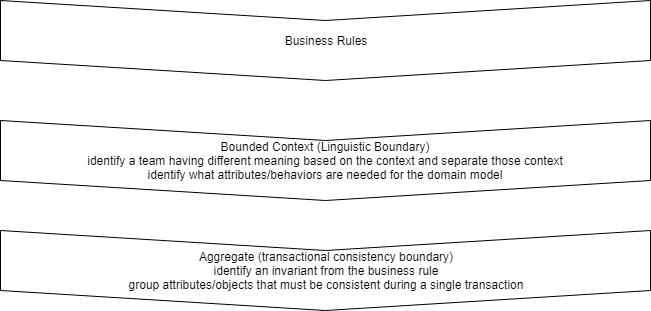 Business Rules
Bounded Context (Linguistic Boundary)
identify a team having different meaning based on the context and separate those context
identify what attributes/behaviors are needed for the domain model
Aggregate (transactional consistency boundary)
identify an invariant from the business rule
group attributes/objects that must be consistent during a single transaction